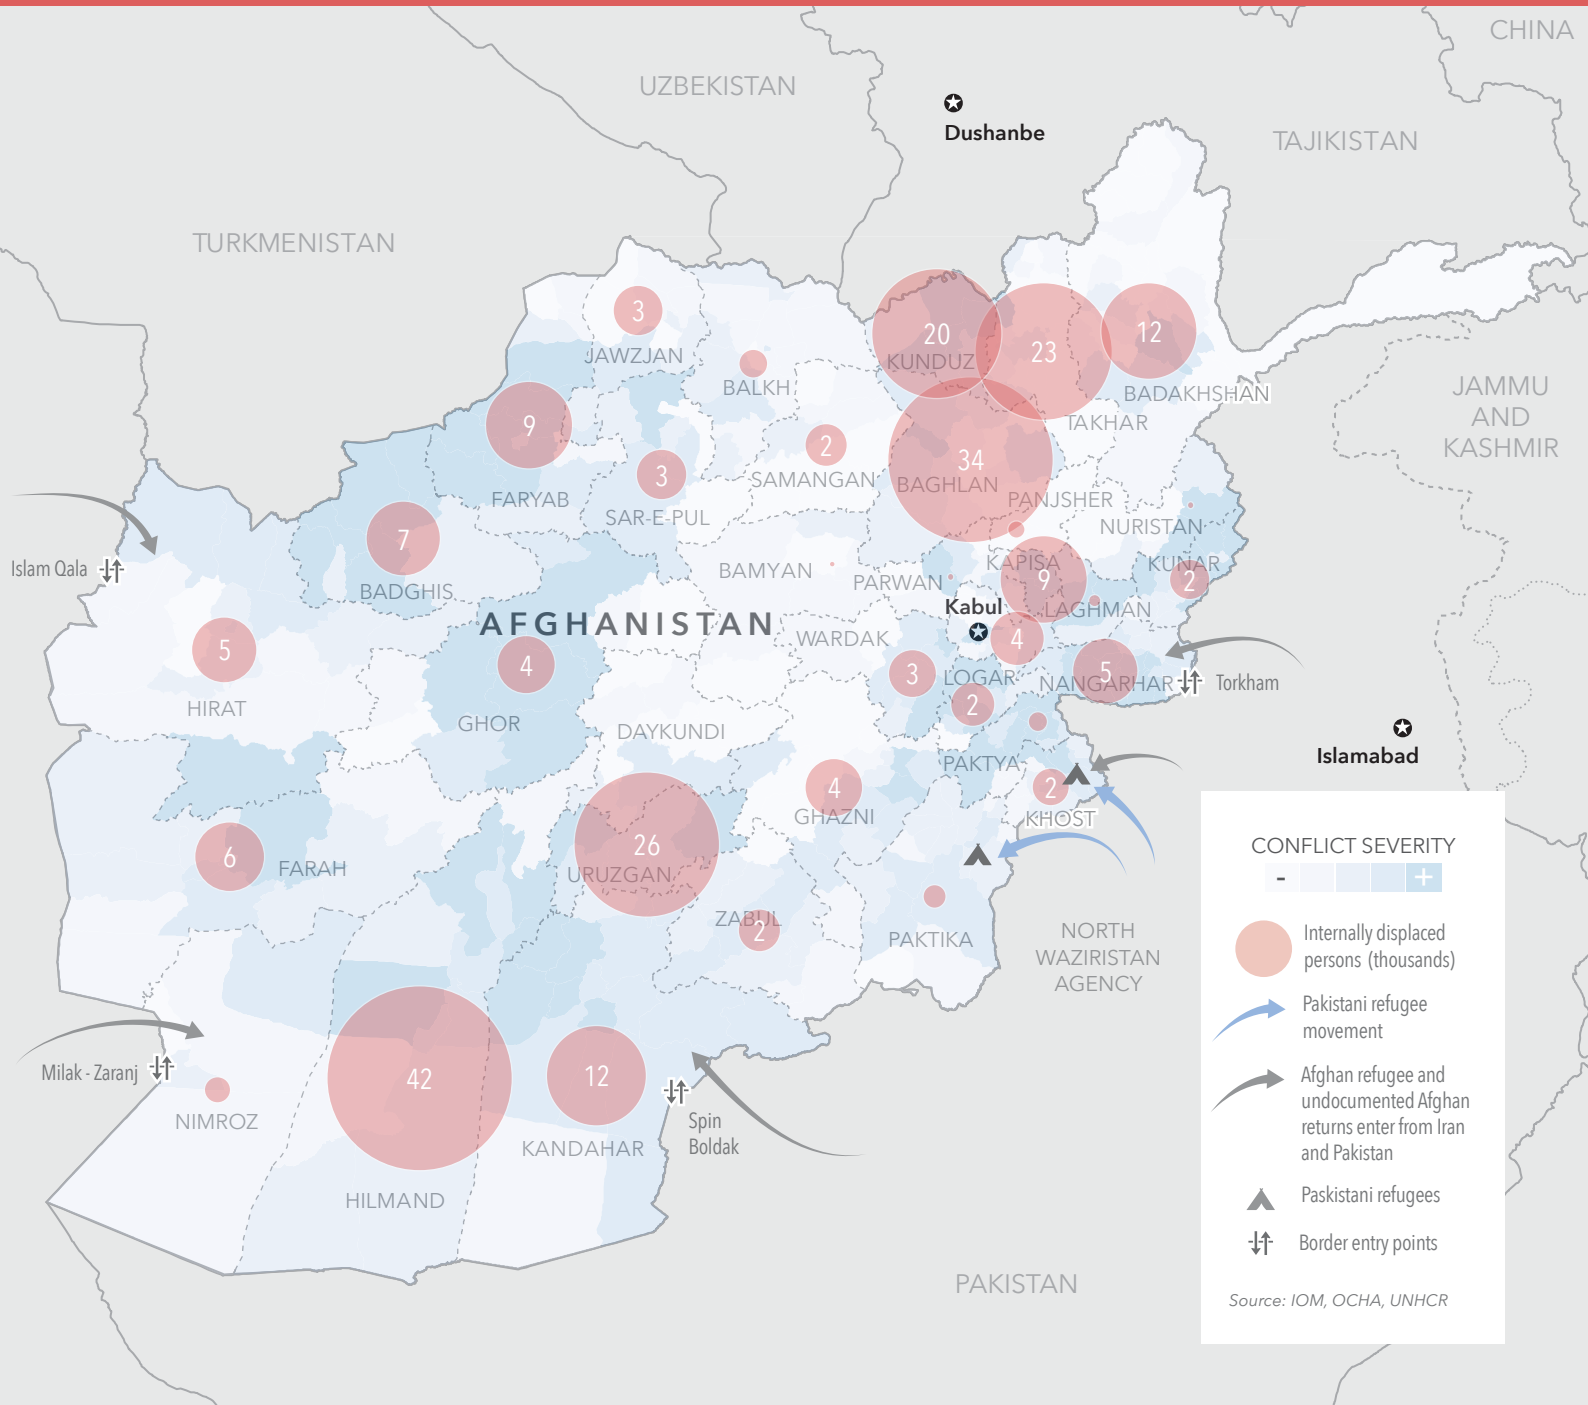 CHINA
UZBEKISTAN
Dushanbe
TAJIKISTAN
TURKMENISTAN
3
JAWZJAN
BALKH
20
KUNDUZ
23
12
BADAKHSHAN
TAKHAR
JAMMU
AND
KASHMIR
9
FARYAB
3
SAR-E-PUL
2
SAMANGAN
34
BAGHLAN
PANJSHER
NURISTAN
7
BADGHIS
Islam Qala
BAMYAN
PARWAN
KAPISA
9
KUNAR
2
LAGHMAN
Kabul
AFGHANISTAN
WARDAK
4
5
HIRAT
4
GHOR
3
LOGAR
2
NANGARHAR
5
Torkham
DAYKUNDI
Islamabad
PAKTYA
4
GHAZNI
2
KHOST
6
FARAH
26
URUZGAN
ZABUL
2
PAKTIKA
NORTH
WAZIRISTAN
AGENCY
Milak - Zaranj
NIMROZ
42
HILMAND
12
KANDAHAR
Spin
Boldak
PAKISTAN
CONFLICT SEVERITY
- +
Internally displaced
persons (thousands)
Pakistani refugee
movement
Afghan refugee and
undocumented Afghan
returns enter from Iran
and Pakistan
Paskistani refugees
Border entry points
Source: IOM, OCHA, UNHCR